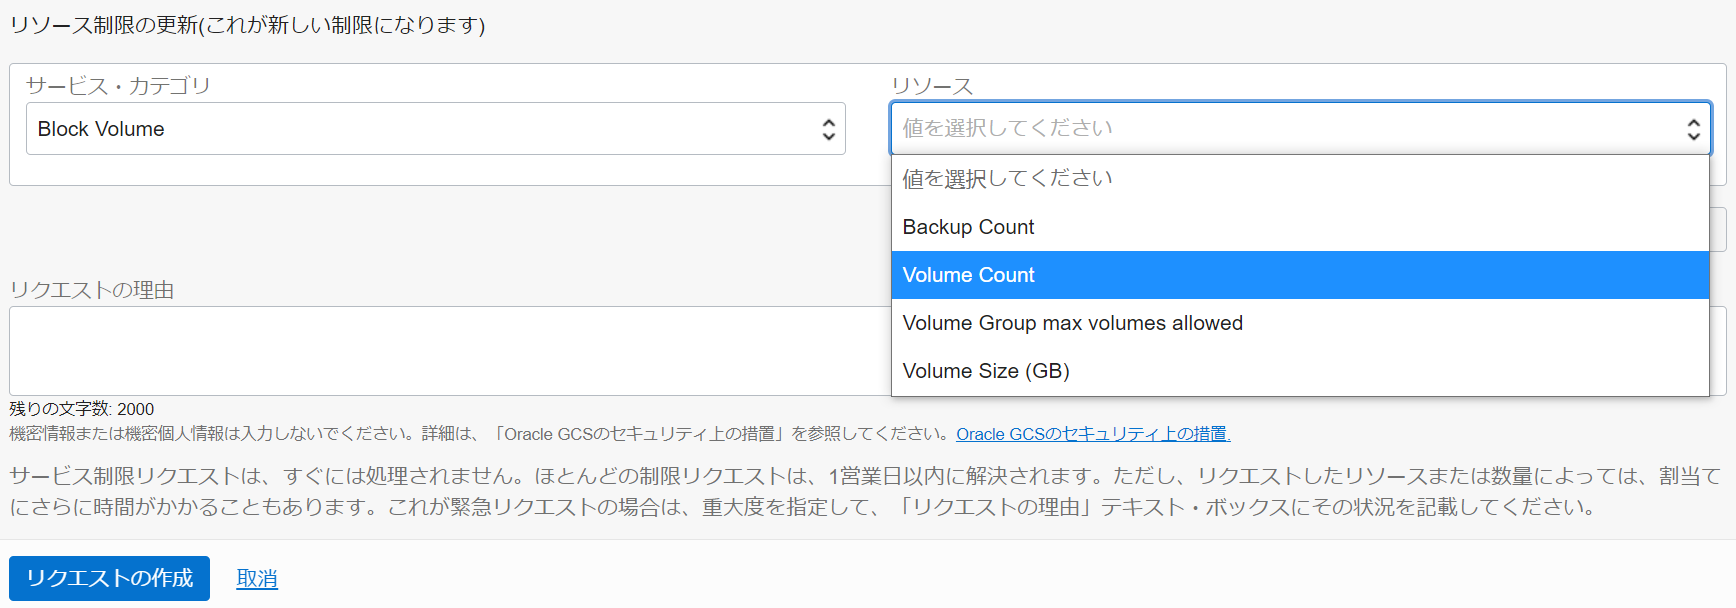 リソース制限の更新(これが新しい制限になります)
サービス・カテゴリ
Block Volume
リソース
値を選択してください
値を選択してください
Backup Count
Volume Count
Volume Group max volumes allowed
Volume Size (GB)
リクエストの理由
残りの文字数: 2000
機密情報または機密個人情報は入力しないでください。詳細は、「Oracle GCSのセキュリティ上の措置」を参照してください。Oracle GCSのセキュリティ上の措置.
サービス制限リクエストは、すぐには処理されません。ほとんどの制限リクエストは、1営業日以内に解決されます。ただし、リクエストしたリソースまたは数量によっては、割当て
にさらに時間がかかることもあります。これが緊急リクエストの場合は、重大度を指定して、「リクエストの理由」テキスト・ボックスにその状況を記載してください。
リクエストの作成 取消